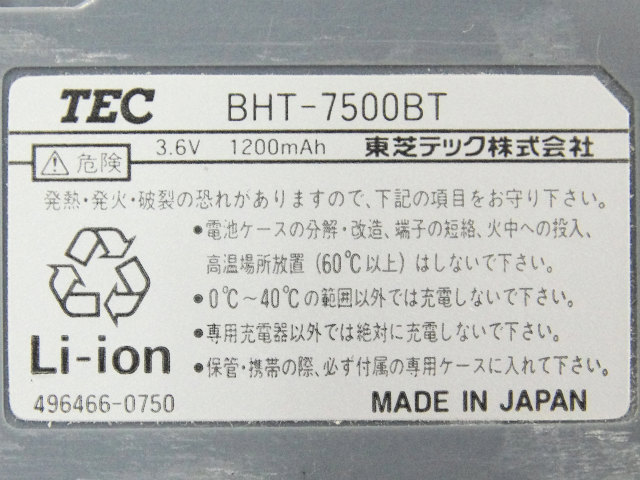 TEC BHT-7500BT
⚠危険 3.6V 1200mAh 東芝テック株式会社
発熱・発火・破裂の恐れがありますので、下記の項目をお守り下さい。
●電池ケースの分解・改造、端子の短絡、火中への投入、
高温場所放置(60℃以上)はしないで下さい。
●0℃～40℃の範囲以外では充電しないで下さい。
●専用充電器以外では絶対に充電しないで下さい。
Li-ion
●保管・携帯の際、必ず付属の専用ケースに入れて下さい。
496466-0750 MADE IN JAPAN